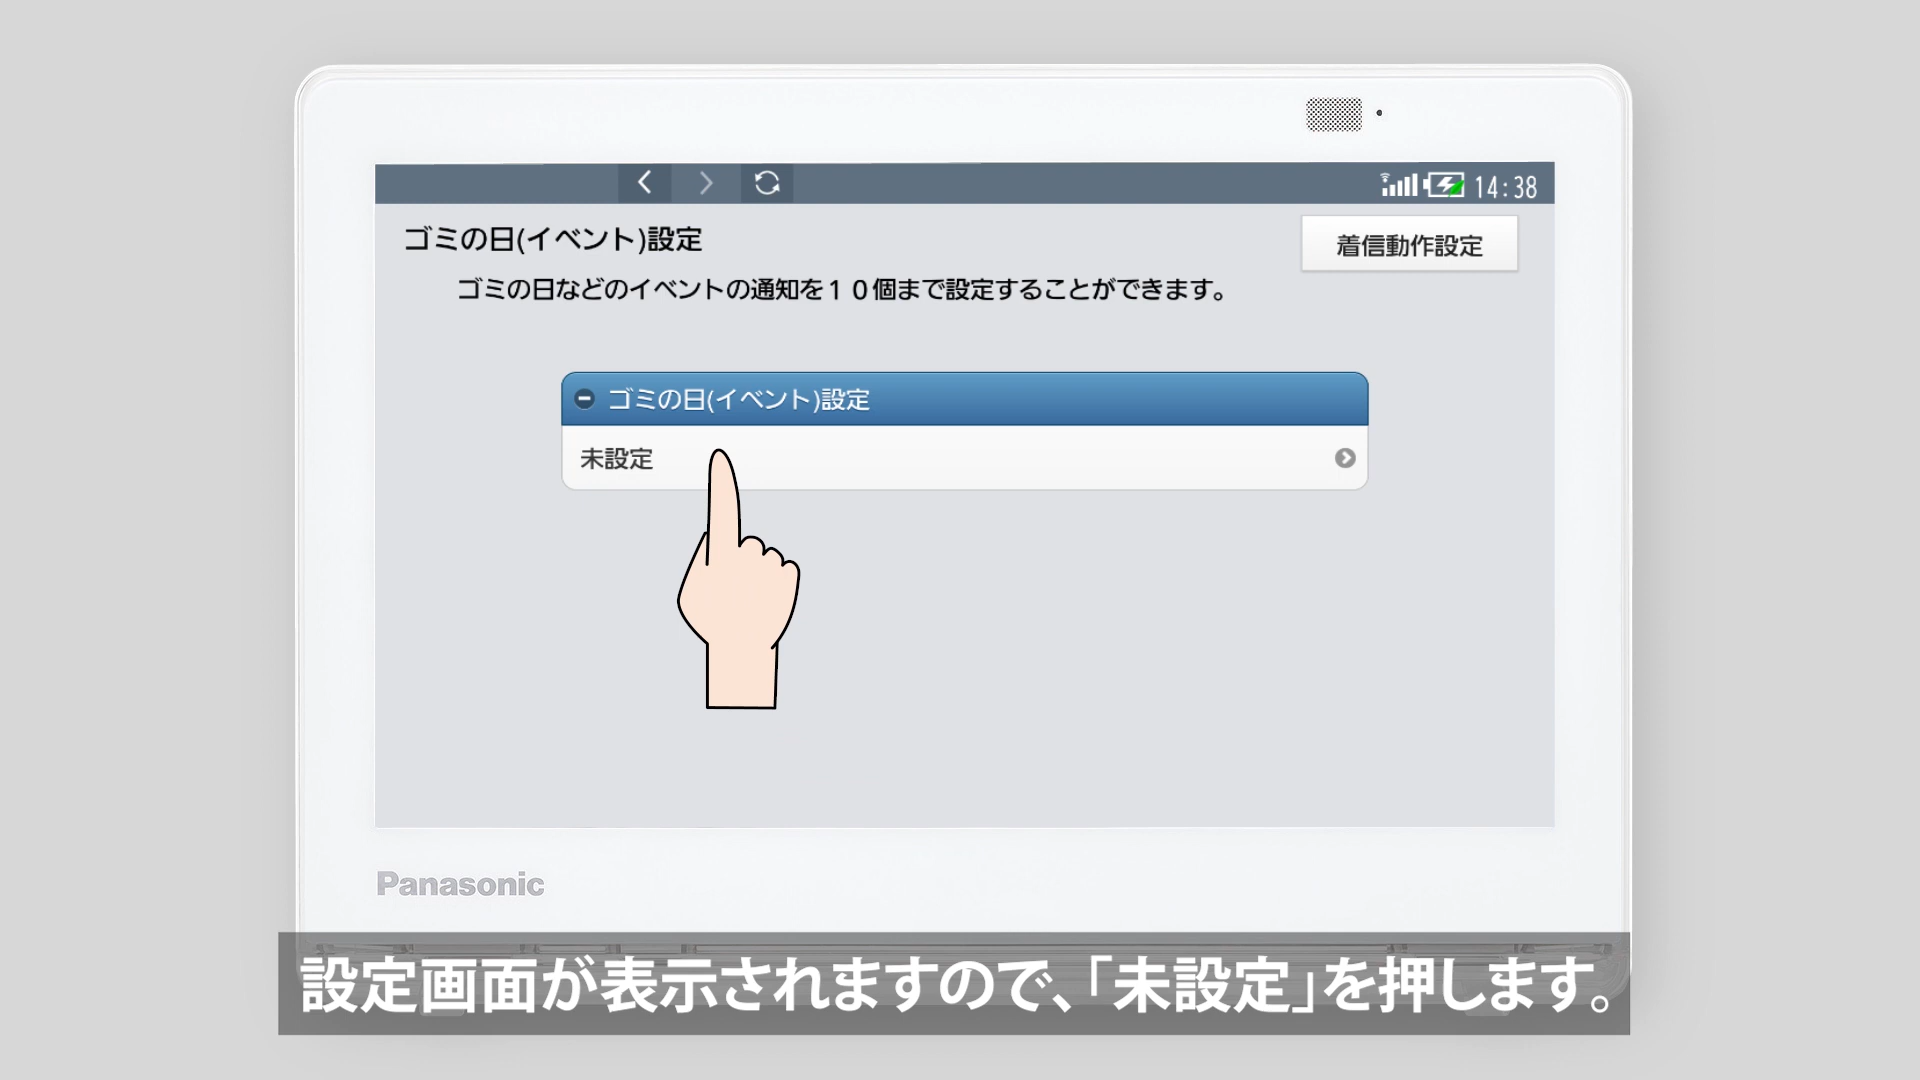 14:38
ゴミの日(イベント)設定
着信動作設定
ゴミの日などのイベントの通知を１０個まで設定することができます。
ゴミの日(イベント)設定
未設定
Panasonic
設定画面が表示されますので、「未設定」を押します。